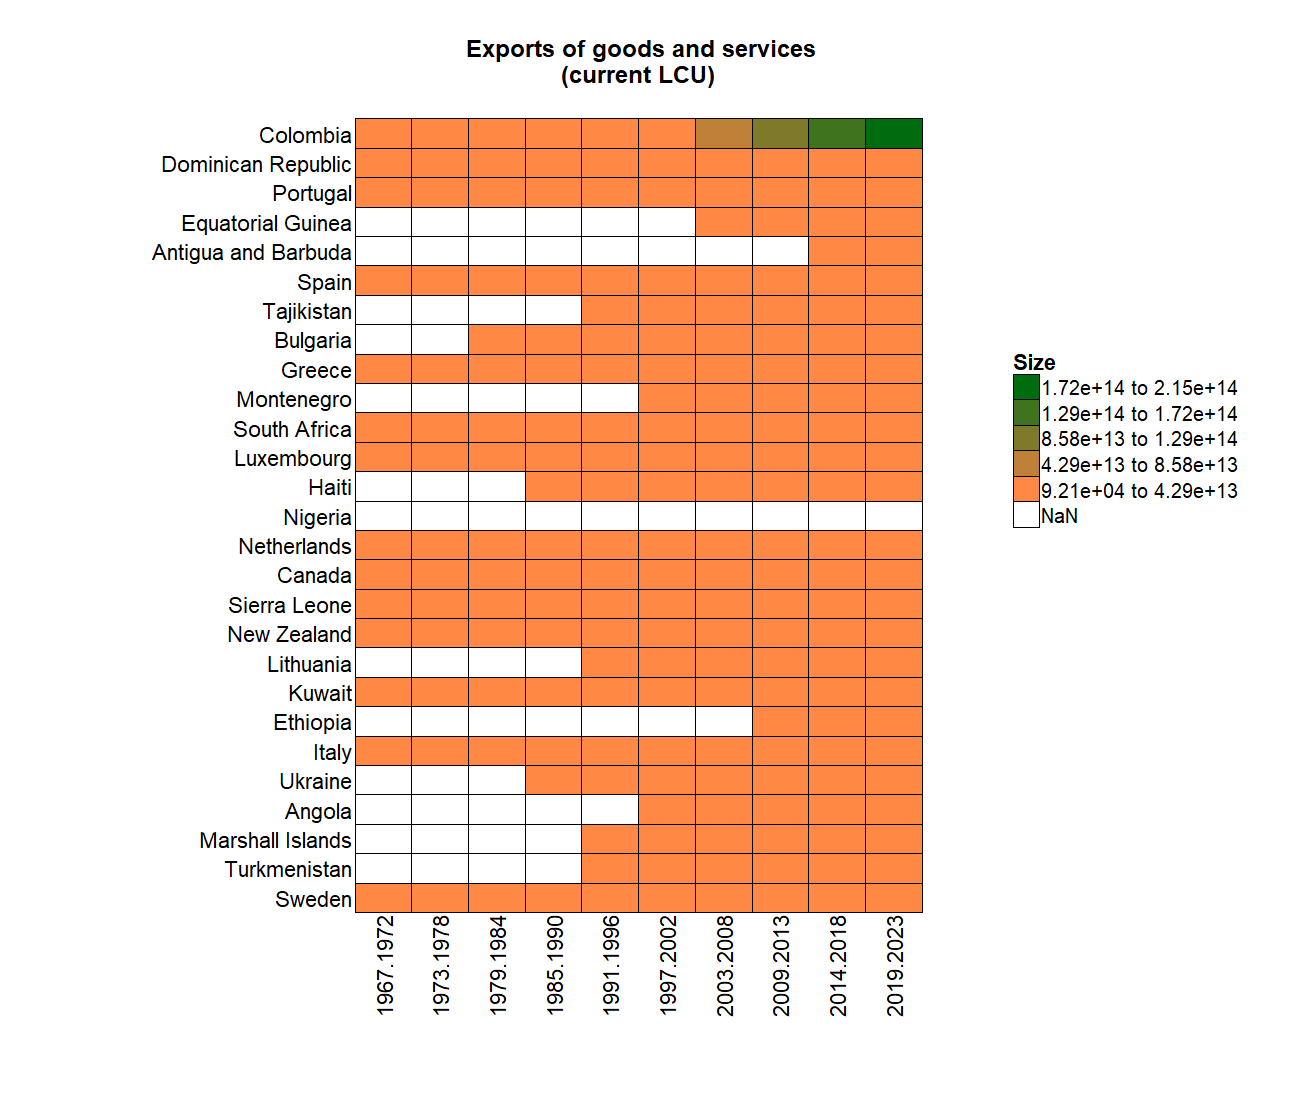 Exports of goods and services
(current LCU)
Colombia
Dominican Republic
Portugal
Equatorial Guinea
Antigua and Barbuda
Spain
Tajikistan
Bulgaria
Greece
Montenegro
South Africa
Luxembourg
Haiti
Nigeria
Netherlands
Canada
Sierra Leone
New Zealand
Lithuania
Kuwait
Ethiopia
Italy
Ukraine
Angola
Marshall Islands
Turkmenistan
Sweden
1967.1972
1973.1978
1979.1984
1985.1990
1991.1996
1997.2002
2003.2008
2009.2013
2014.2018
2019.2023
Size
1.72e+14 to 2.15e+14
1.29e+14 to 1.72e+14
8.58e+13 to 1.29e+14
4.29e+13 to 8.58e+13
9.21e+04 to 4.29e+13
NaN